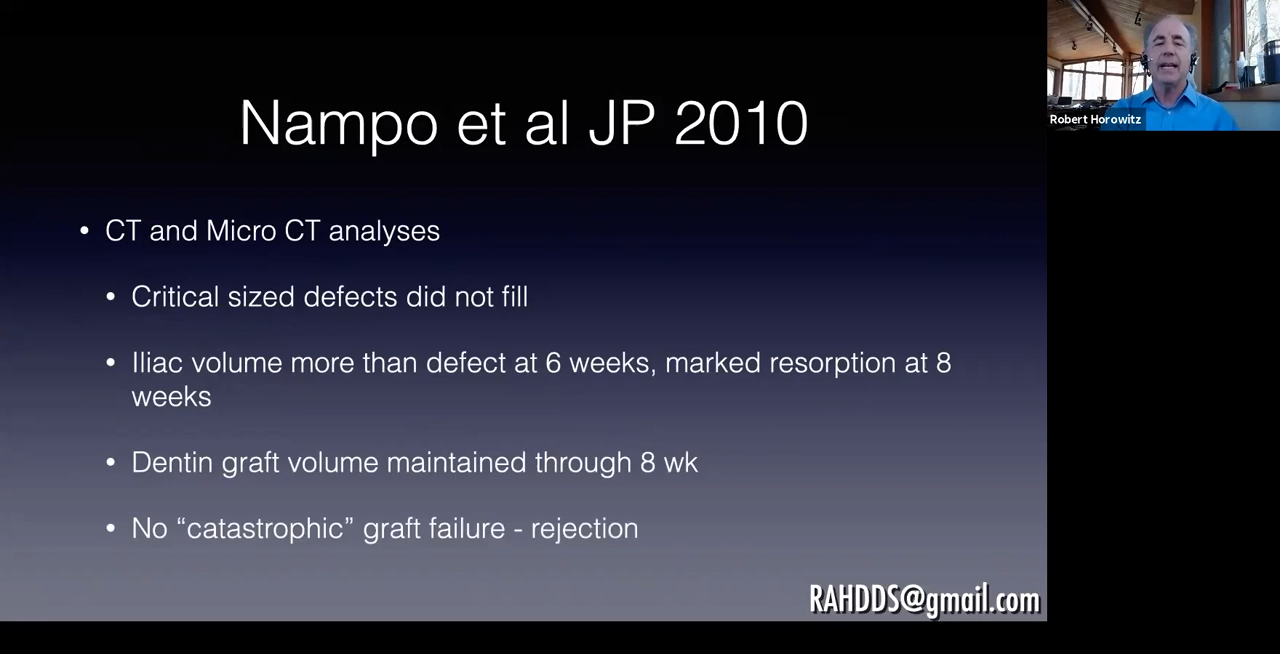 Nampo et al JP 2010
• CT and Micro CT analyses
• Critical sized defects did not fill
• Iliac volume more than defect at 6 weeks, marked resorption at 8
weeks
• Dentin graft volume maintained through 8 wk
• No “catastrophic” graft failure - rejection
RAHDDS@gmail.com
Robert Horowitz